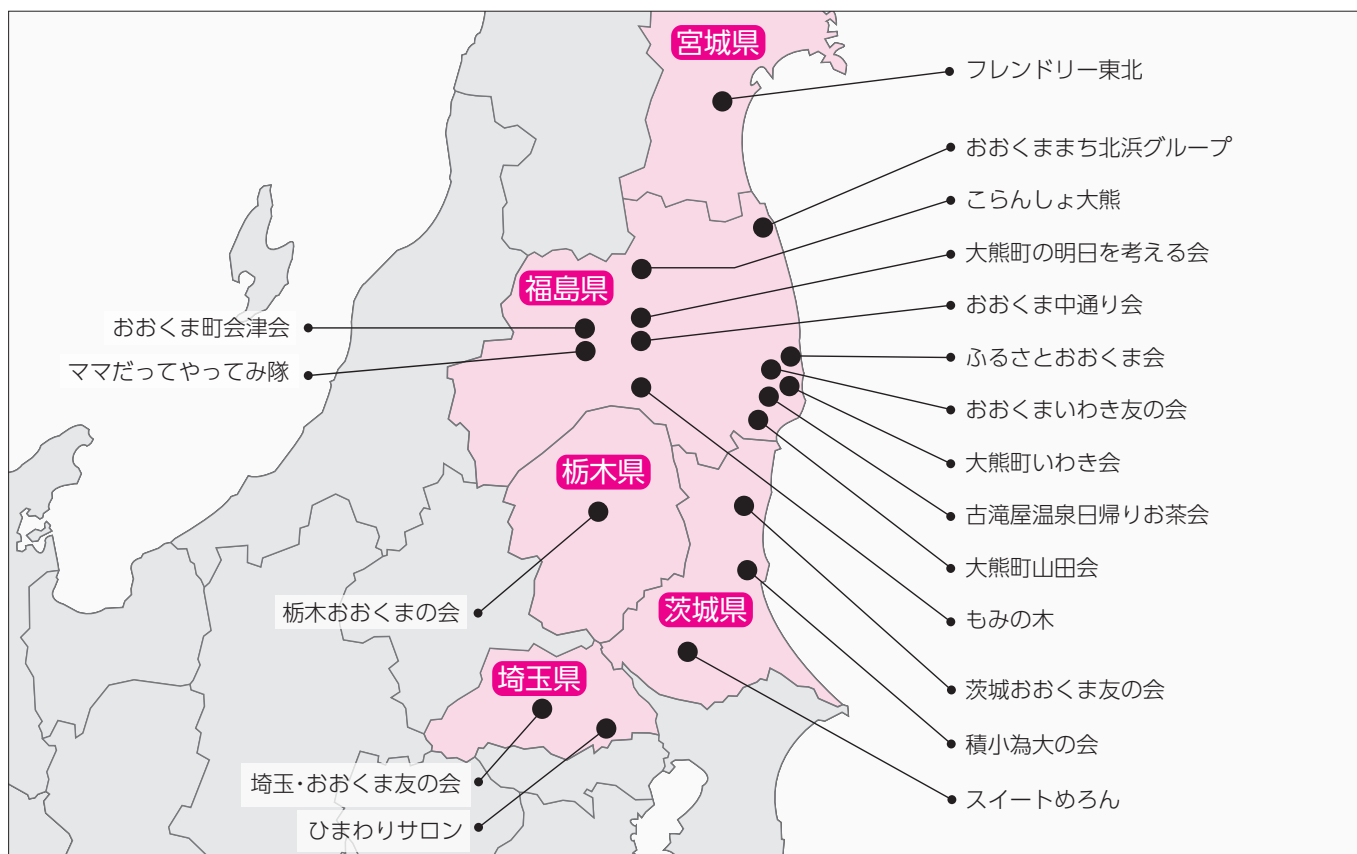 宮城県
フレンドリー東北
おおくままち北浜グループ
こらんしょ大熊
大熊町の明日を考える会
福島県
おおくま中通り会
おおくま町会津会
ふるさとおおくま会
ママだってやってみ隊
おおくまいわき友の会
大熊町いわき会
栃木県
古滝屋温泉日帰りお茶会
大熊町山田会
茨城県
栃木おおくまの会
もみの木
埼玉県
茨城おおくま友の会
積小為大の会
埼玉・おおくま友の会
スイートめろん
ひまわりサロン